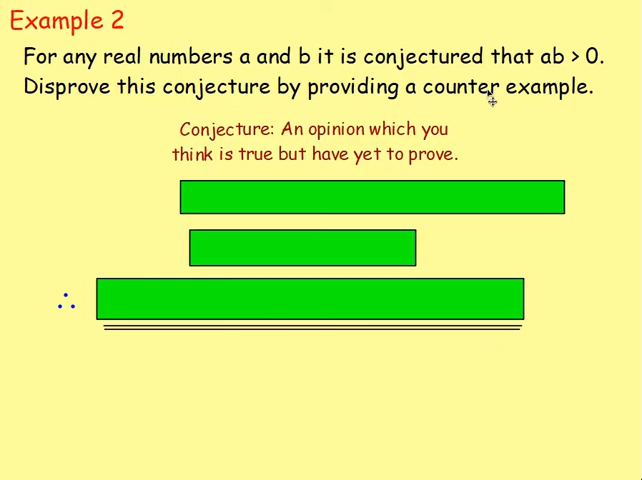 Example 2
For any real numbers a and b it is conjectured that ab > 0.
Disprove this conjecture by providing a counter example.
Conjecture: An opinion which you
think is true but have yet to prove.
∴